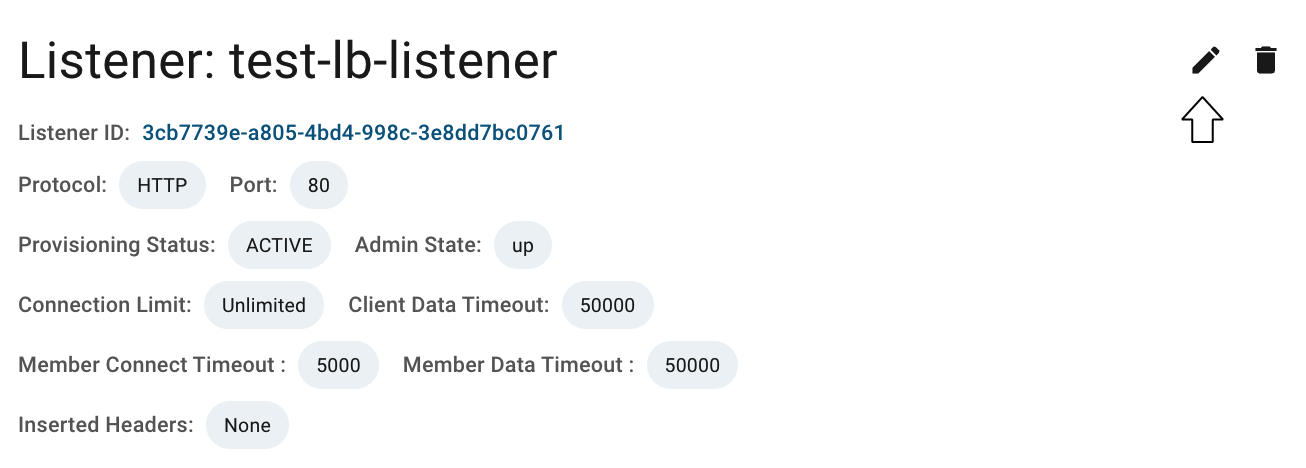 Listener: test-lb-listener
Listener ID: 3cb7739e-a805-4bd4-998c-3e8dd7bc0761
Protocol: HTTP Port: 80
Provisioning Status: ACTIVE Admin State: up
Connection Limit: Unlimited Client Data Timeout: 50000
Member Connect Timeout : 5000 Member Data Timeout : 50000
Inserted Headers: None